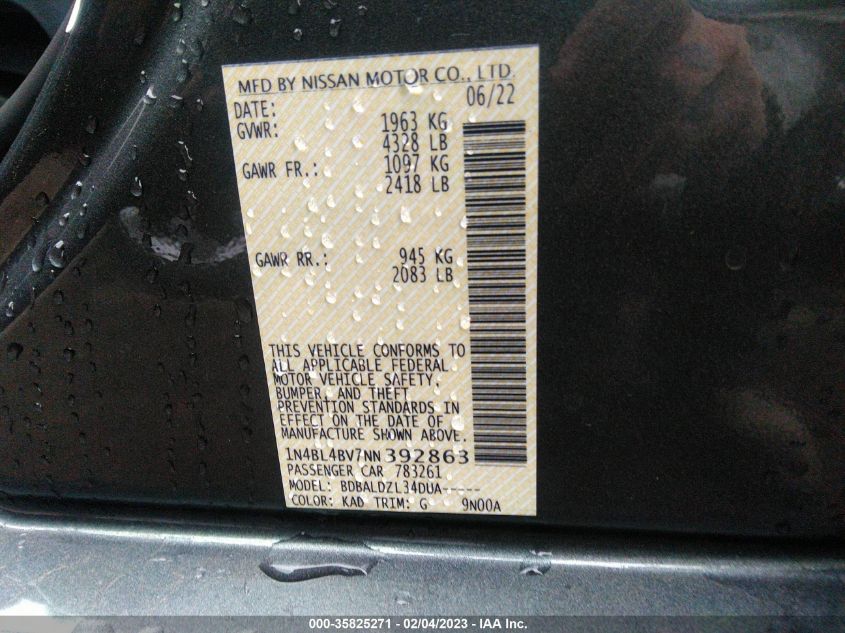 MFD BY NISSAN MOTOR CO., LTD.
DATE: 06/22
GVWR: 1963 KG
4328 LB
GAWR FR.: 1097 KG
2418 LB
GAWR RR.: 945 KG
2083 LB
THIS VEHICLE CONFORMS TO
ALL APPLICABLE FEDERAL
MOTOR VEHICLE SAFETY,
BUMPER, AND THEFT
PREVENTION STANDARDS IN
EFFECT ON THE DATE OF
MANUFACTURE SHOWN ABOVE.
1N4BL4BV7NN392863
PASSENGER CAR 783261
MODEL: BDBALDZL34DUA-----
COLOR: KAD TRIM: G 9N00A
000-35825271 - 02/04/2023 - IAA Inc.